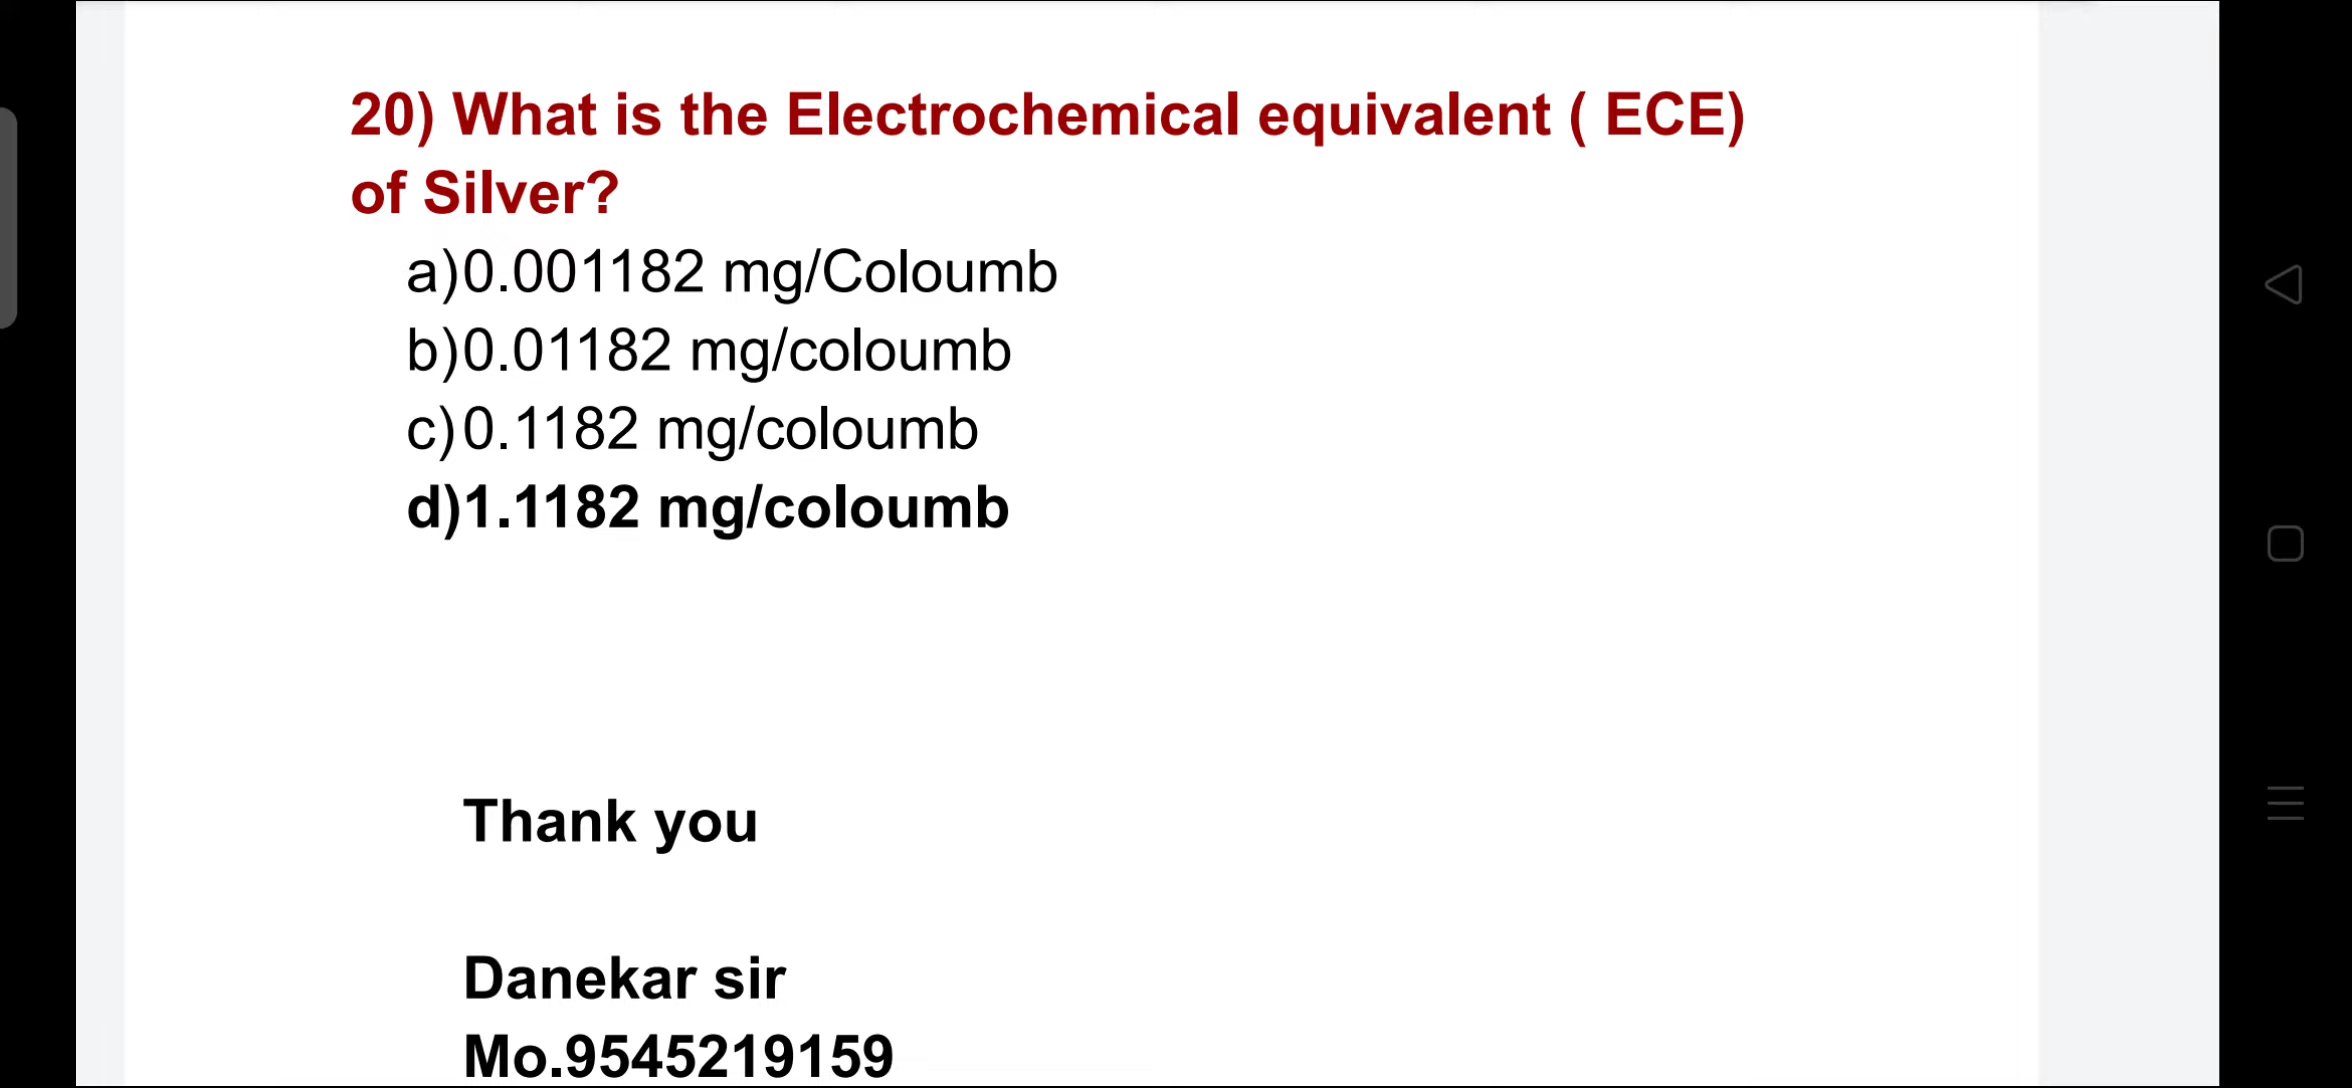 20) What is the Electrochemical equivalent ( ECE)
of Silver?
a)0.001182 mg/Coloumb
b)0.01182 mg/coloumb
c)0.1182 mg/coloumb
d)1.1182 mg/coloumb
Thank you
Danekar sir
Mo.9545219159